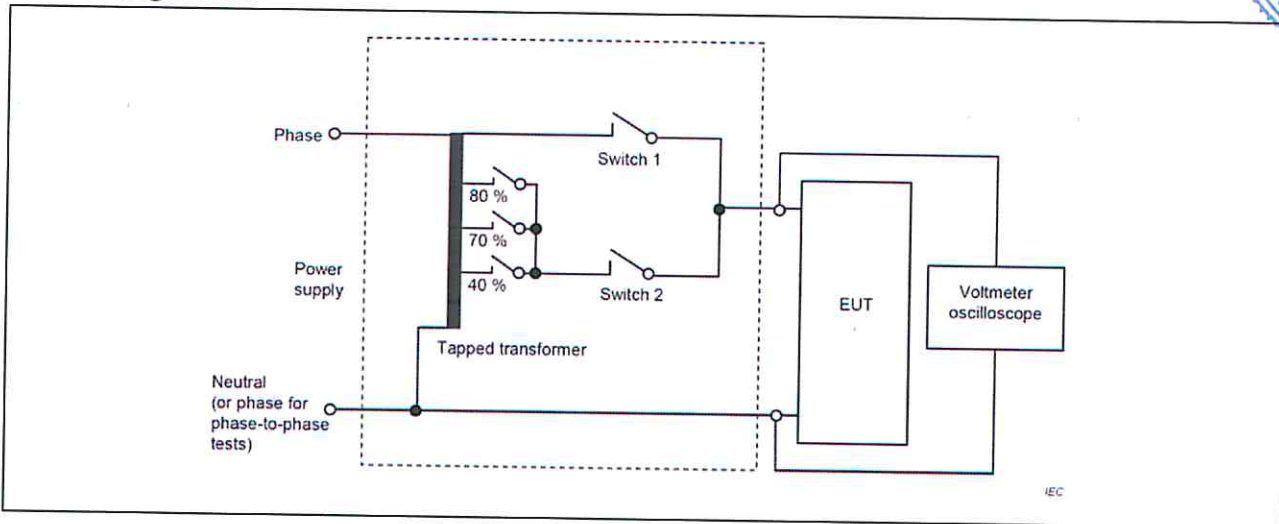 Phase
Switch 1
80 %
70 %
40 %
Switch 2
Power
supply
Tapped transformer
EUT
Voltmeter
oscilloscope
Neutral
(or phase for
phase-to-phase
tests)
IEC